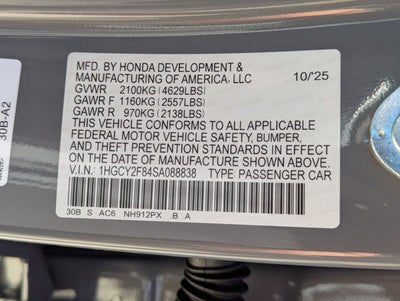 MFD. BY HONDA DEVELOPMENT &
MANUFACTURING OF AMERICA, LLC 10/'25
GVWR 2100KG (4629LBS)
GAWR F 1160KG (2557LBS)
GAWR R 970KG (2138LBS)
THIS VEHICLE CONFORMS TO ALL APPLICABLE
FEDERAL MOTOR VEHICLE SAFETY, BUMPER,
AND THEFT PREVENTION STANDARDS IN EFFECT
ON THE DATE OF MANUFACTURE SHOWN ABOVE.
V.I.N.: 1HGCY2F84SA088838 TYPE: PASSENGER CAR
30B S AC6 NH912PX .B .A
30B-A2